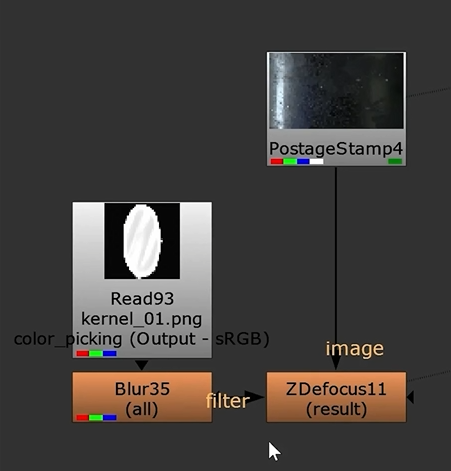 PostageStamp4
Read93
kernel_01.png
color_picking (Output - sRGB)
image
Blur35
(all)
filter
ZDefocus11
(result)